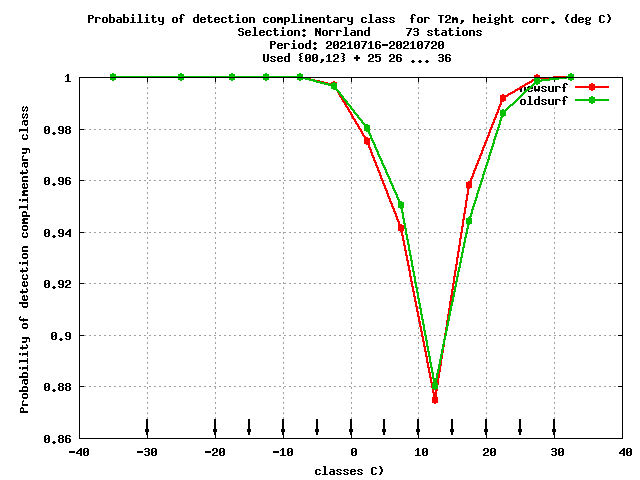 Probability of detection complimentary class  for T2m, height corr. (deg C)
Selection: Norrland     73 stations
Period: 20210716-20210720
Used {00,12} + 25 26 ... 36
Probability of detection complimentary class
1
0.98
0.96
0.94
0.92
0.9
0.88
0.86
newsurf
oldsurf
-40 -30 -20 -10 0 10 20 30 40
classes C)